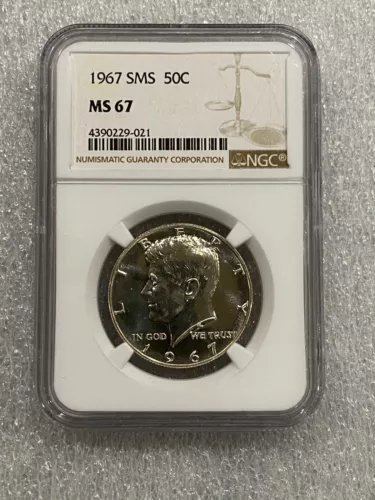 1967 SMS 50C
MS 67
4390229-021
NUMISMATIC GUARANTY CORPORATION NGC®
LIBERTY
IN GOD WE TRUST
1967